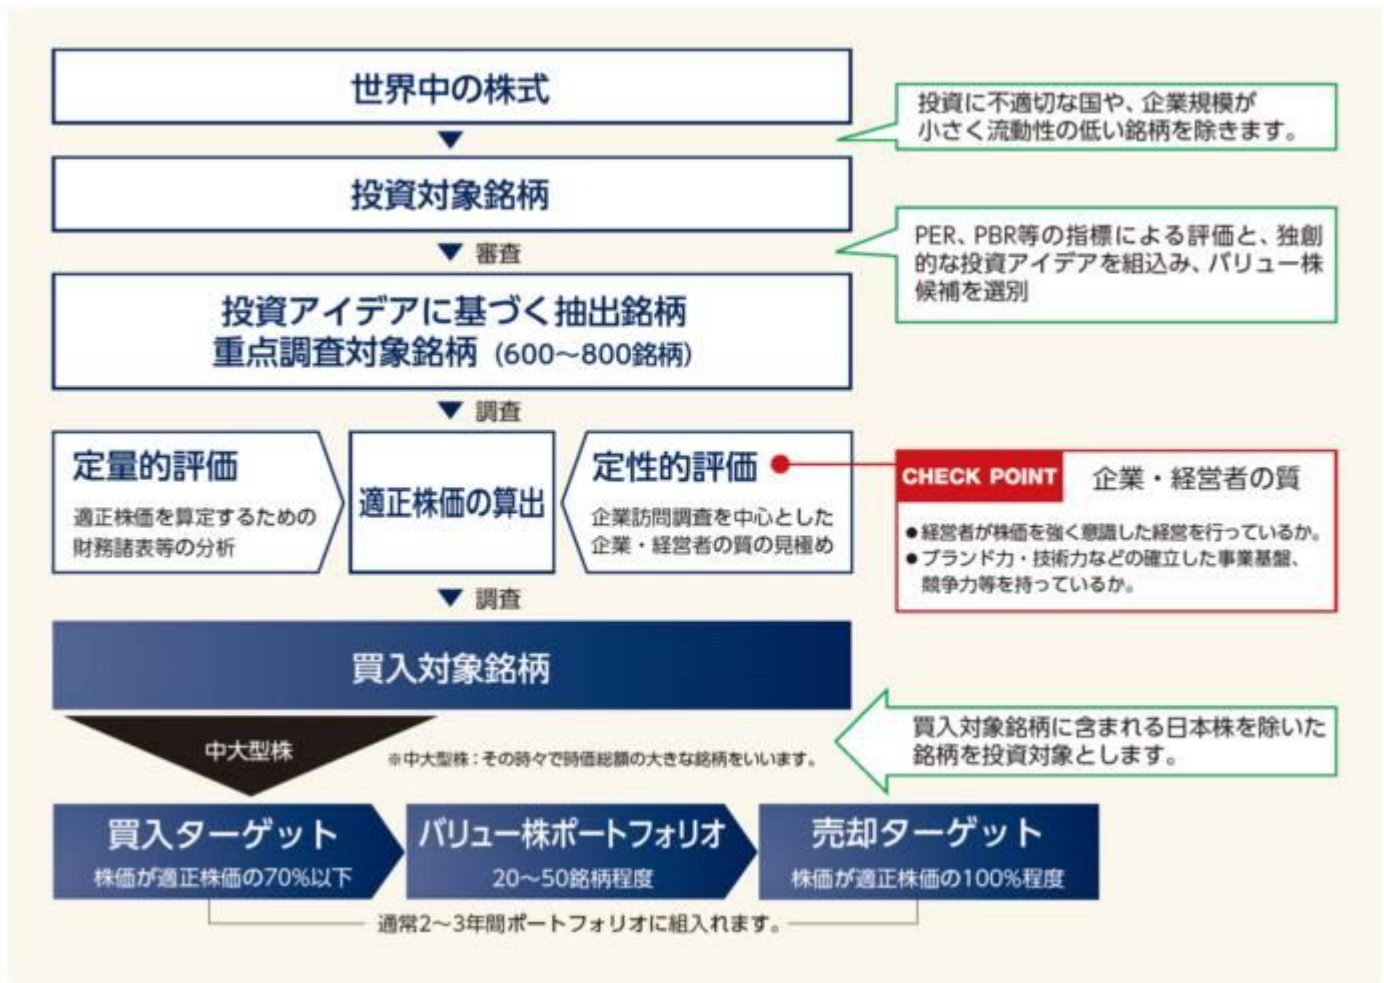 世界中の株式
投資に不適切な国や、企業規模が
小さく流動性の低い銘柄を除きます。
▼
投資対象銘柄
▼ 審査
PER、PBR等の指標による評価と、独創
的な投資アイデアを組込み、バリュー株
候補を選別
投資アイデアに基づく抽出銘柄
重点調査対象銘柄（600〜800銘柄）
▼ 調査
定量的評価
適正株価を算定するための
財務諸表等の分析
適正株価の算出
定性的評価
企業訪問調査を中心とした
企業・経営者の質の見極め
CHECK POINT 企業・経営者の質
●経営者が株価を強く意識した経営を行っているか。
●ブランド力・技術力などの確立した事業基盤、
競争力等を持っているか。
▼ 調査
買入対象銘柄
中大型株
※中大型株：その時々で時価総額の大きな銘柄をいいます。
買入対象銘柄に含まれる日本株を除いた
銘柄を投資対象とします。
買入ターゲット
株価が適正株価の70%以下
バリュー株ポートフォリオ
20〜50銘柄程度
売却ターゲット
株価が適正株価の100%程度
通常2〜3年間ポートフォリオに組入れます。